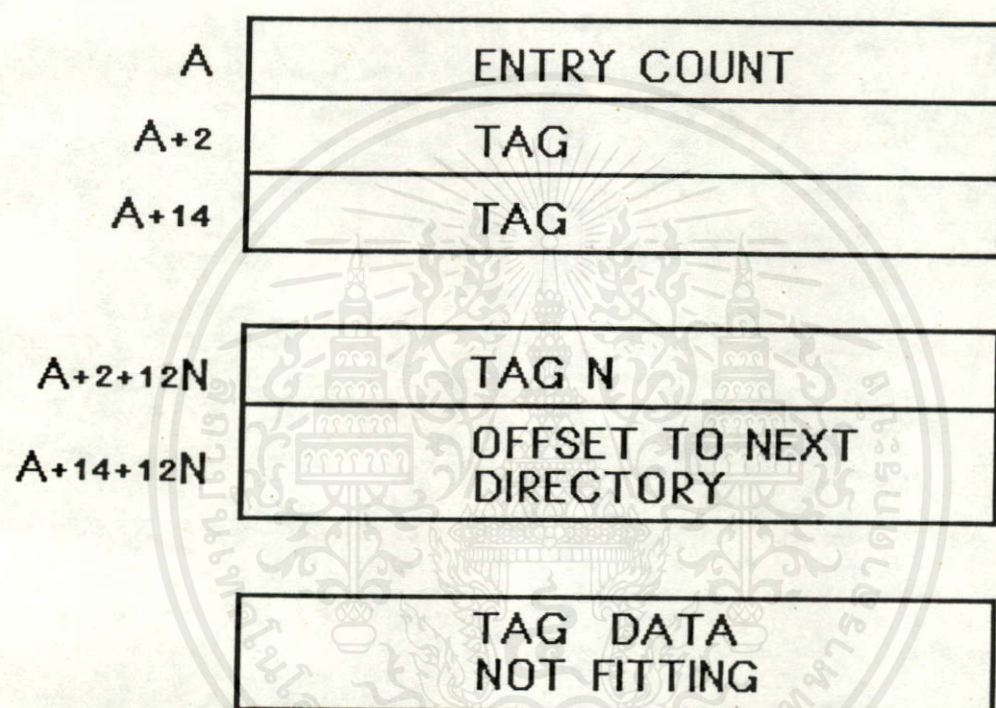 A ENTRY COUNT
A+2 TAG
A+14 TAG
A+2+12N TAG N
A+14+12N OFFSET TO NEXT
DIRECTORY
TAG DATA
NOT FITTING